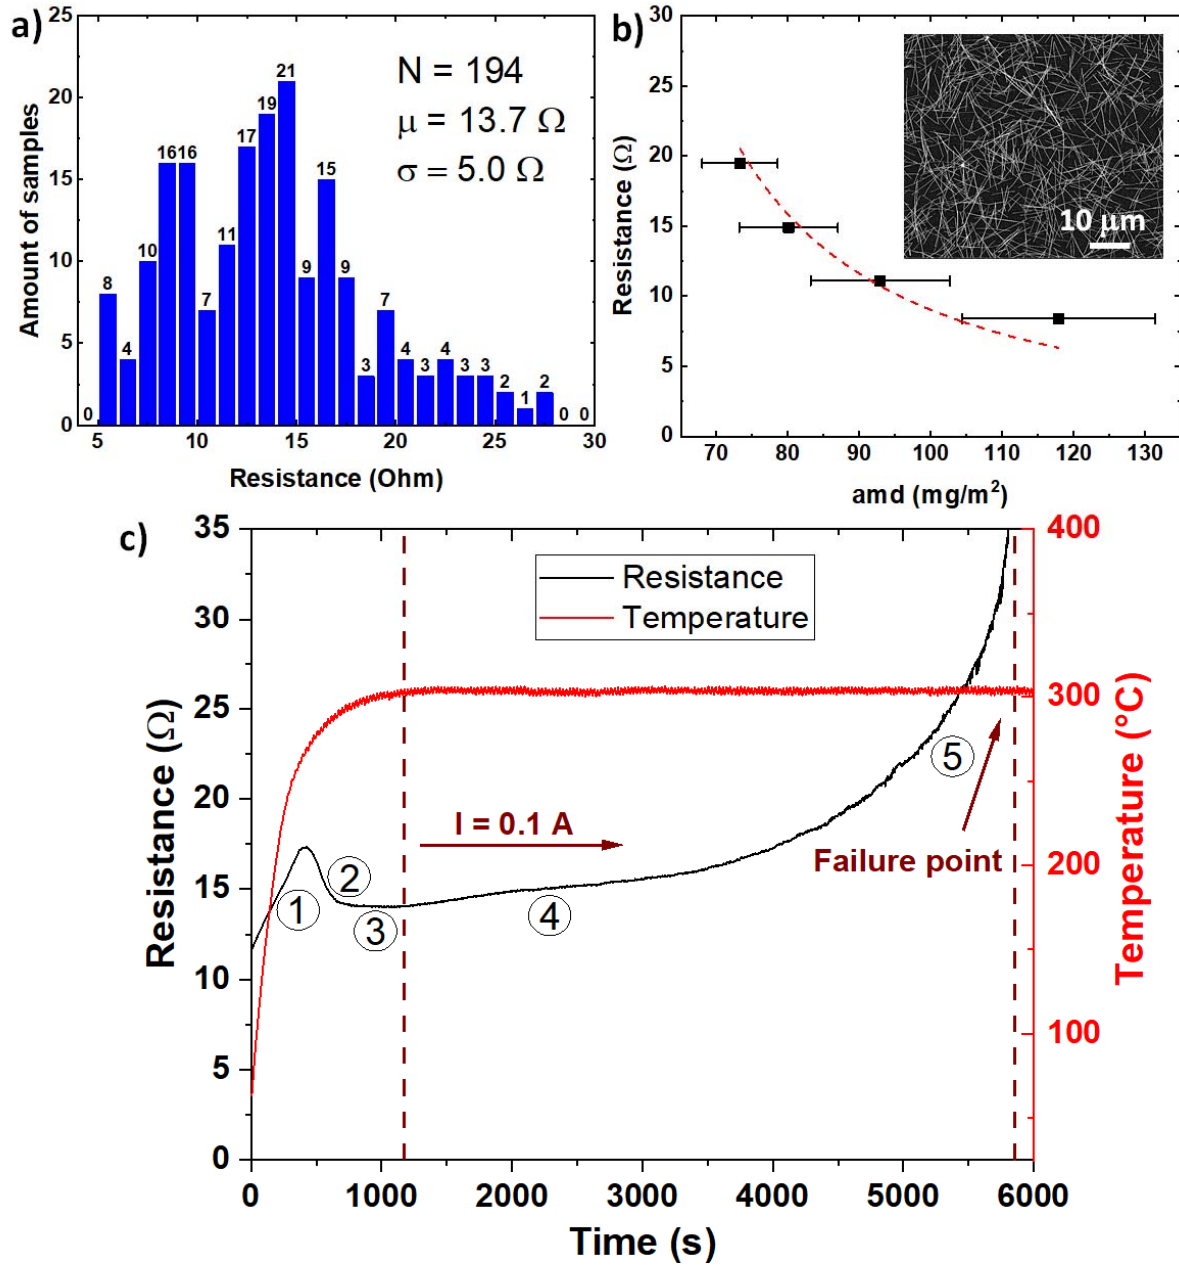 a)
25
20
15
10
5
0
Amount of samples
0 8 4 10 16 16 7 11 17 19 21 9 15 9 3 7 4 3 4 3 3 2 1 2 0 0
N = 194
μ = 13.7 Ω
σ = 5.0 Ω
5 10 15 20 25 30
Resistance (Ohm)
b)
30
25
20
15
10
5
0
Resistance (Ω)
10 μm
70 80 90 100 110 120 130
amd (mg/m²)
c)
35
30
25
20
15
10
5
0
Resistance (Ω)
Resistance
Temperature
I = 0.1 A
Failure point
1
2
3
4
5
400
300
200
100
Temperature (°C)
0 1000 2000 3000 4000 5000 6000
Time (s)